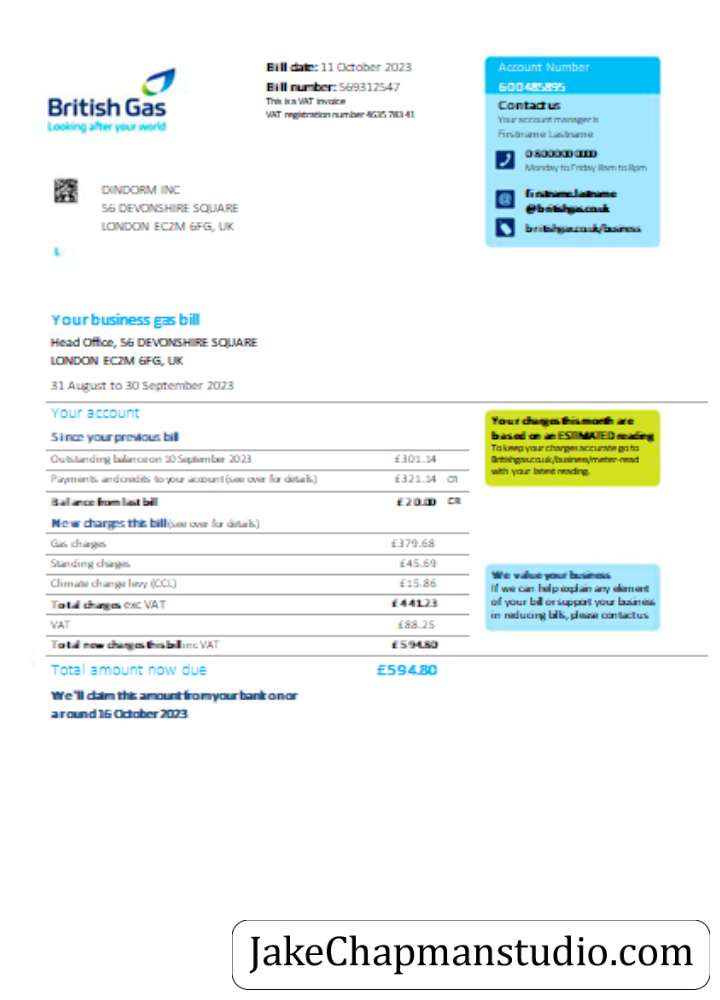 Bill date: 11 October 2023
Bill number: 569312547
This is a VAT invoice
VAT registration number 4635 783 41
British Gas
Looking after your world
Account Number
600485895
Contact us
Your account manager is
Firstname Lastname
0800 000 0000
Monday to Friday 8am to 8pm
firstname.lastname
@britishgas.co.uk
britishgas.co.uk/business
DINDORM INC
56 DEVONSHIRE SQUARE
LONDON EC2M 6FG, UK
Your business gas bill
Head Office, 56 DEVONSHIRE SQUARE
LONDON EC2M 6FG, UK
31 August to 30 September 2023
Your account
Since your previous bill
Outstanding balance on 10 September 2023 £301.14
Payments and credits to your account (see over for details) £321.14 CR
Balance from last bill £20.00 CR
New charges this bill (see over for details)
Gas charges £379.68
Standing charges £45.69
Climate change levy (CCL) £15.86
Total charges exc VAT £441.23
VAT £88.25
Total new charges this bill inc VAT £594.80
Total amount now due £594.80
We'll claim this amount from your bank on or
around 16 October 2023
Your charges this month are
based on an ESTIMATED reading
To keep your charges accurate go to
Britishgas.co.uk/business/meter-read
with your latest reading.
We value your business
If we can help explain any element
of your bill or support your business
in reducing bills, please contact us
JakeChapmanstudio.com